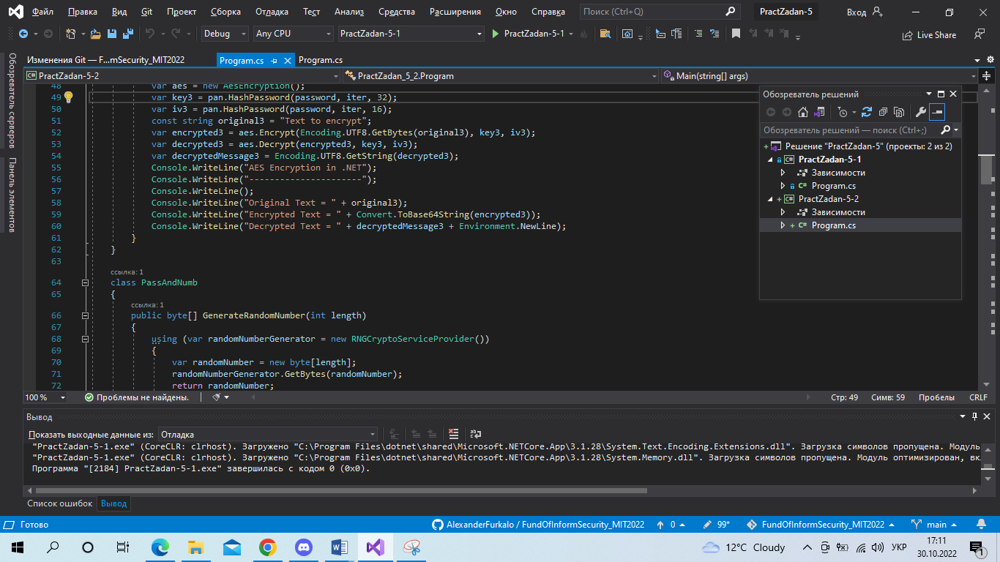 Файл Правка Вид Git Проект Сборка Отладка Тест Анализ Средства Расширения Окно Справка Поиск (Ctrl+Q) PractZadan-5 Вход
Debug Any CPU PractZadan-5-1 PractZadan-5-1 Live Share
Изменения Git — F...mSecurity_MIT2022 Program.cs Program.cs
PractZadan-5-2 PractZadan_5_2.Program Main(string[] args)
Обозреватель серверов
Панель элементов
48 var aes = new AesEncryption();
49 var key3 = pan.HashPassword(password, iter, 32);
50 var iv3 = pan.HashPassword(password, iter, 16);
51 const string original3 = "Text to encrypt";
52 var encrypted3 = aes.Encrypt(Encoding.UTF8.GetBytes(original3), key3, iv3);
53 var decrypted3 = aes.Decrypt(encrypted3, key3, iv3);
54 var decryptedMessage3 = Encoding.UTF8.GetString(decrypted3);
55 Console.WriteLine("AES Encryption in .NET");
56 Console.WriteLine("----------------------");
57 Console.WriteLine();
58 Console.WriteLine("Original Text = " + original3);
59 Console.WriteLine("Encrypted Text = " + Convert.ToBase64String(encrypted3));
60 Console.WriteLine("Decrypted Text = " + decryptedMessage3 + Environment.NewLine);
61 }
62 }
63
ссылка: 1
64 class PassAndNumb
65 {
ссылка: 1
66 public byte[] GenerateRandomNumber(int length)
67 {
68 using (var randomNumberGenerator = new RNGCryptoServiceProvider())
69 {
70 var randomNumber = new byte[length];
71 randomNumberGenerator.GetBytes(randomNumber);
72 return randomNumber;
Обозреватель решений
Обозреватель решений — поиск (Ctrl+;)
Решение "PractZadan-5" (проекты: 2 из 2)
PractZadan-5-1
Зависимости
Program.cs
PractZadan-5-2
Зависимости
Program.cs
100 % Проблемы не найдены. Стр: 49 Симв: 59 Пробелы CRLF
Вывод
Показать выходные данные из: Отладка
"PractZadan-5-1.exe" (CoreCLR: clrhost). Загружено "C:\Program Files\dotnet\shared\Microsoft.NETCore.App\3.1.28\System.Text.Encoding.Extensions.dll". Загрузка символов пропущена. Модуль
"PractZadan-5-1.exe" (CoreCLR: clrhost). Загружено "C:\Program Files\dotnet\shared\Microsoft.NETCore.App\3.1.28\System.Memory.dll". Загрузка символов пропущена. Модуль оптимизирован, вкл
Программа "[2184] PractZadan-5-1.exe" завершилась с кодом 0 (0x0).
Список ошибок Вывод
Готово AlexanderFurkalo / FundOfInformSecurity_MIT2022 0 99* FundOfInformSecurity_MIT2022 main
12°C Cloudy УКР 17:11
30.10.2022 1